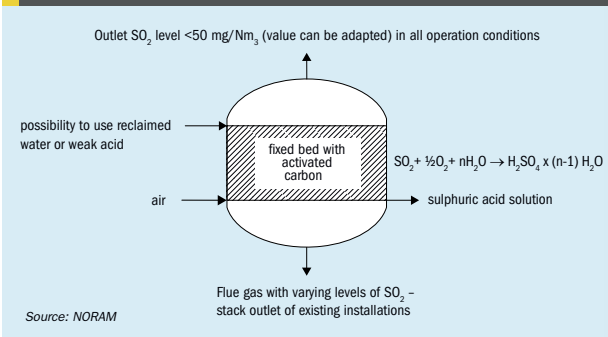 Outlet SO₂ level <50 mg/Nm₃ (value can be adapted) in all operation conditions
possibility to use reclaimed
water or weak acid
fixed bed with
activated
carbon
SO₂+ ½O₂+ nH₂O → H₂SO₄ x (n-1) H₂O
air
sulphuric acid solution
Flue gas with varying levels of SO₂ –
stack outlet of existing installations
Source: NORAM